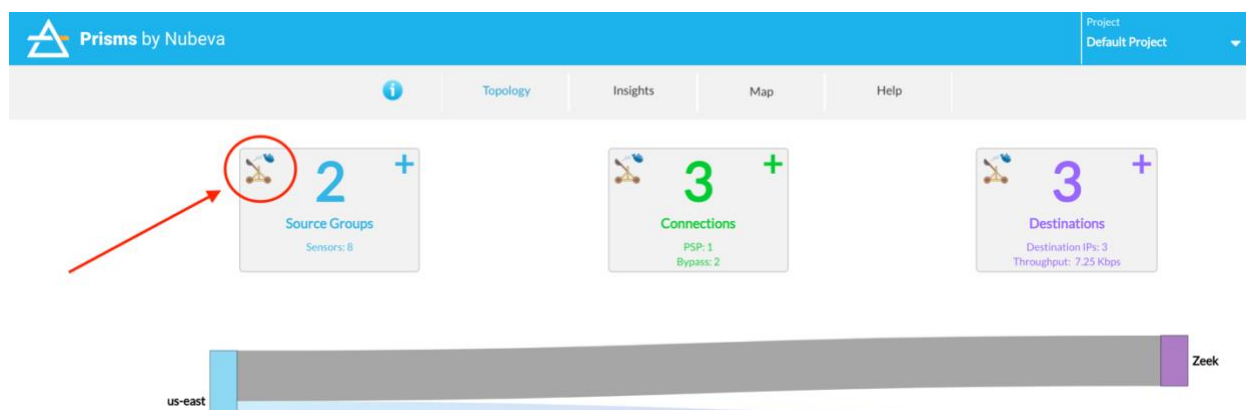 Prisms by Nubeva
Project
Default Project
i
Topology
Insights
Map
Help
2
+
Source Groups
Sensors: 8
3
+
Connections
PSP: 1
Bypass: 2
3
+
Destinations
Destination IPs: 3
Throughput: 7.25 Kbps
us-east
Zeek